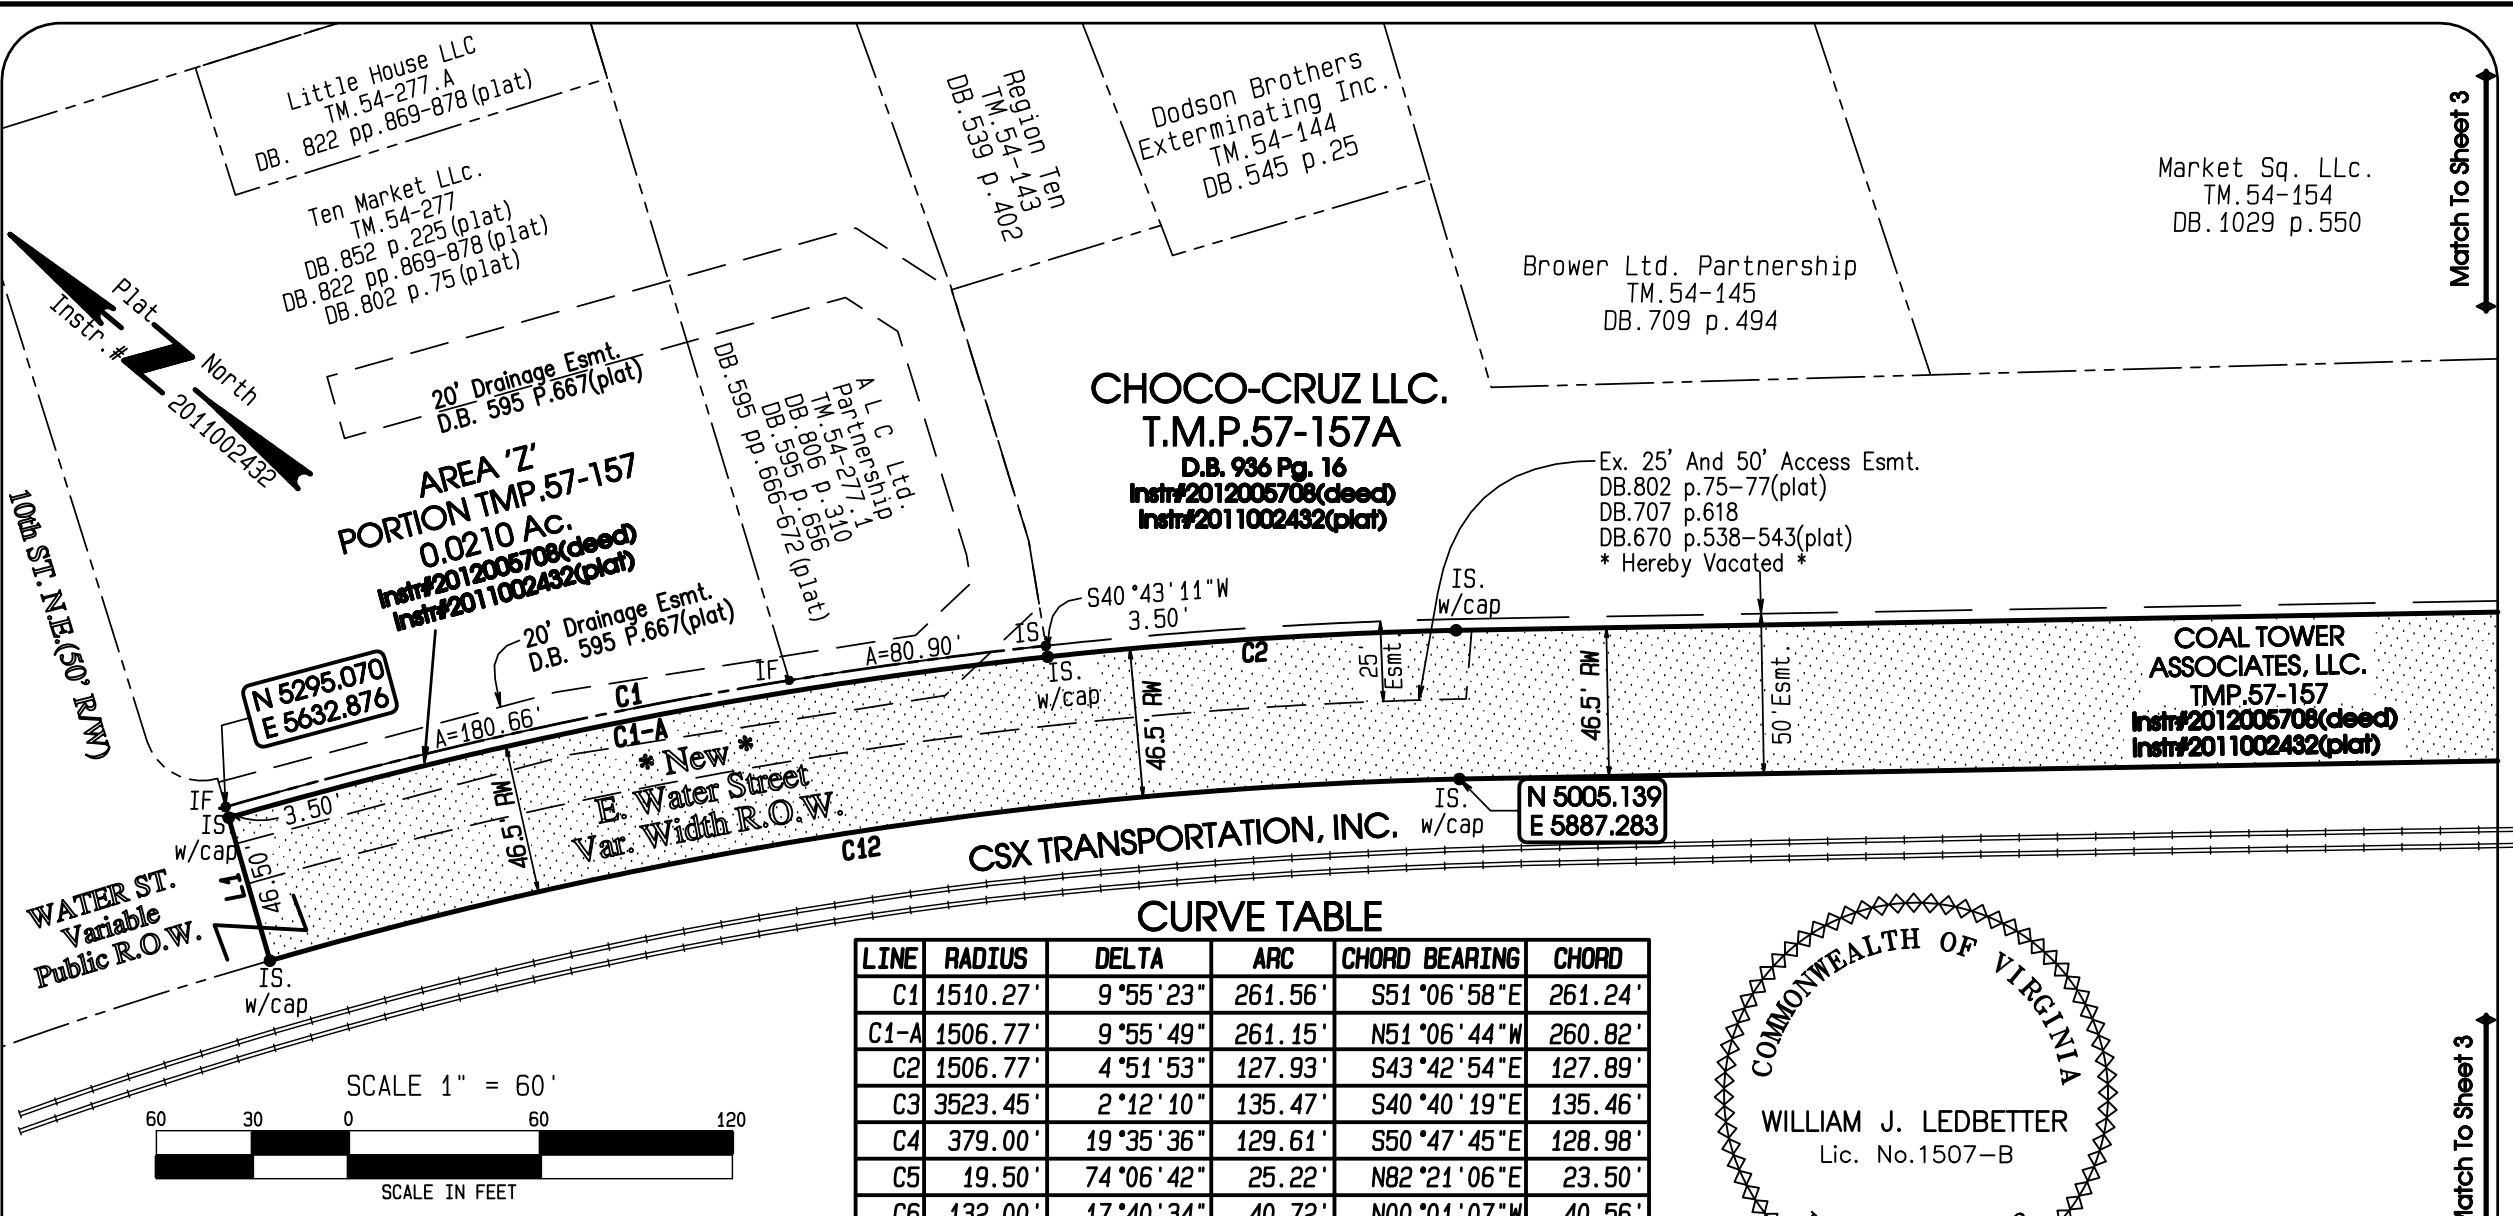 Little House LLC
TM.54-277.A
DB. 822 pp.869-878(plat)
Ten Market LLc.
TM.54-277
DB.852 p.225(plat)
DB.822 pp.869-878(plat)
DB.802 p.75(plat)
Region Ten
TM.54-143
DB.539 p.402
Dodson Brothers
Exterminating Inc.
TM.54-144
DB.545 p.25
Market Sq. LLc.
TM.54-154
DB.1029 p.550
Match To Sheet 3
Brower Ltd. Partnership
TM.54-145
DB.709 p.494
Plat North
Instr.# 2011002432
20' Drainage Esmt.
D.B. 595 P.667(plat)
A L C Ltd.
Partnership
TM.54-277.1
DB.806 p.310
DB.595 p.656
DB.595 pp.666-672(plat)
CHOCO-CRUZ LLC.
T.M.P.57-157A
D.B. 936 Pg. 16
Instr#2012005708(deed)
Instr#2011002432(plat)
Ex. 25' And 50' Access Esmt.
DB.802 p.75-77(plat)
DB.707 p.618
DB.670 p.538-543(plat)
* Hereby Vacated *
AREA 'Z'
PORTION TMP.57-157
0.0210 Ac.
Instr#2012005708(deed)
Instr#2011002432(plat)
10th ST. N.E.(50' R/W)
20' Drainage Esmt.
D.B. 595 P.667(plat)
S40°43'11"W
3.50'
IS.
w/cap
IS.
A=80.90'
IF
IS.
w/cap
C2
25'
Esmt.
46.5' RW
46.5' RW
50'Esmt.
COAL TOWER
ASSOCIATES, LLC.
TMP.57-157
Instr#2012005708(deed)
Instr#2011002432(plat)
N 5295.070
E 5632.876
C1
A=180.66'
C1-A
* New *
E. Water Street
Var. Width R.O.W.
46.5' RW
IF
IS.
w/cap
3.50'
L1
46.50'
C12
CSX TRANSPORTATION, INC.
IS.
w/cap
N 5005.139
E 5887.283
WATER ST.
Variable
Public R.O.W.
IS.
w/cap
CURVE TABLE
LINE RADIUS DELTA ARC CHORD BEARING CHORD
C1 1510.27' 9°55'23" 261.56' S51°06'58"E 261.24'
C1-A 1506.77' 9°55'49" 261.15' N51°06'44"W 260.82'
C2 1506.77' 4°51'53" 127.93' S43°42'54"E 127.89'
C3 3523.45' 2°12'10" 135.47' S40°40'19"E 135.46'
C4 379.00' 19°35'36" 129.61' S50°47'45"E 128.98'
C5 19.50' 74°06'42" 25.22' N82°21'06"E 23.50'
C6 132.00' 17°40'34" 40.72' N00°01'07"W 40.56'
SCALE 1" = 60'
60 30 0 60 120
SCALE IN FEET
COMMONWEALTH OF VIRGINIA
WILLIAM J. LEDBETTER
Lic. No.1507-B
Match To Sheet 3